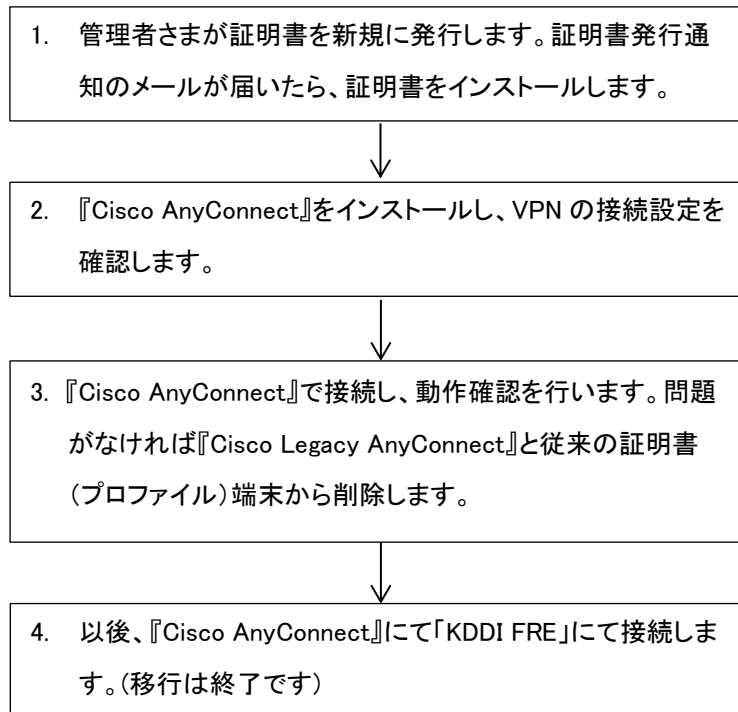 1. 管理者さまが証明書を新規に発行します。証明書発行通
知のメールが届いたら、証明書をインストールします。
2. 『Cisco AnyConnect』をインストールし、VPN の接続設定を
確認します。
3. 『Cisco AnyConnect』で接続し、動作確認を行います。問題
がなければ『Cisco Legacy AnyConnect』と従来の証明書
（プロファイル）端末から削除します。
4. 以後、『Cisco AnyConnect』にて「KDDI FRE」にて接続しま
す。(移行は終了です)